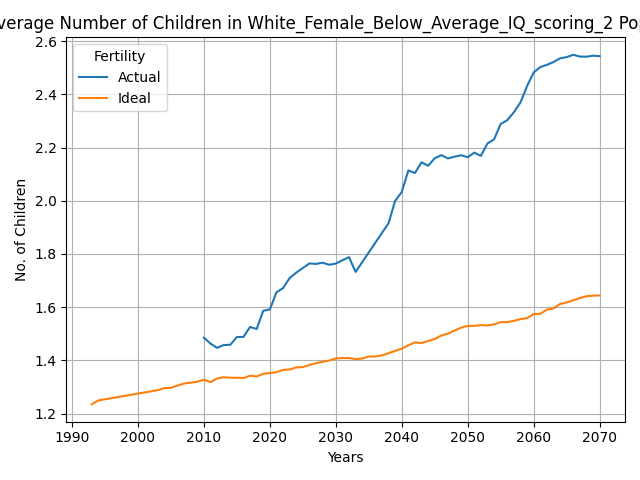 verage Number of Children in White_Female_Below_Average_IQ_scoring_2 Po
2.6
2.4
2.2
2.0
1.8
1.6
1.4
1.2
No. of Children
Fertility
Actual
Ideal
1990 2000 2010 2020 2030 2040 2050 2060 2070
Years